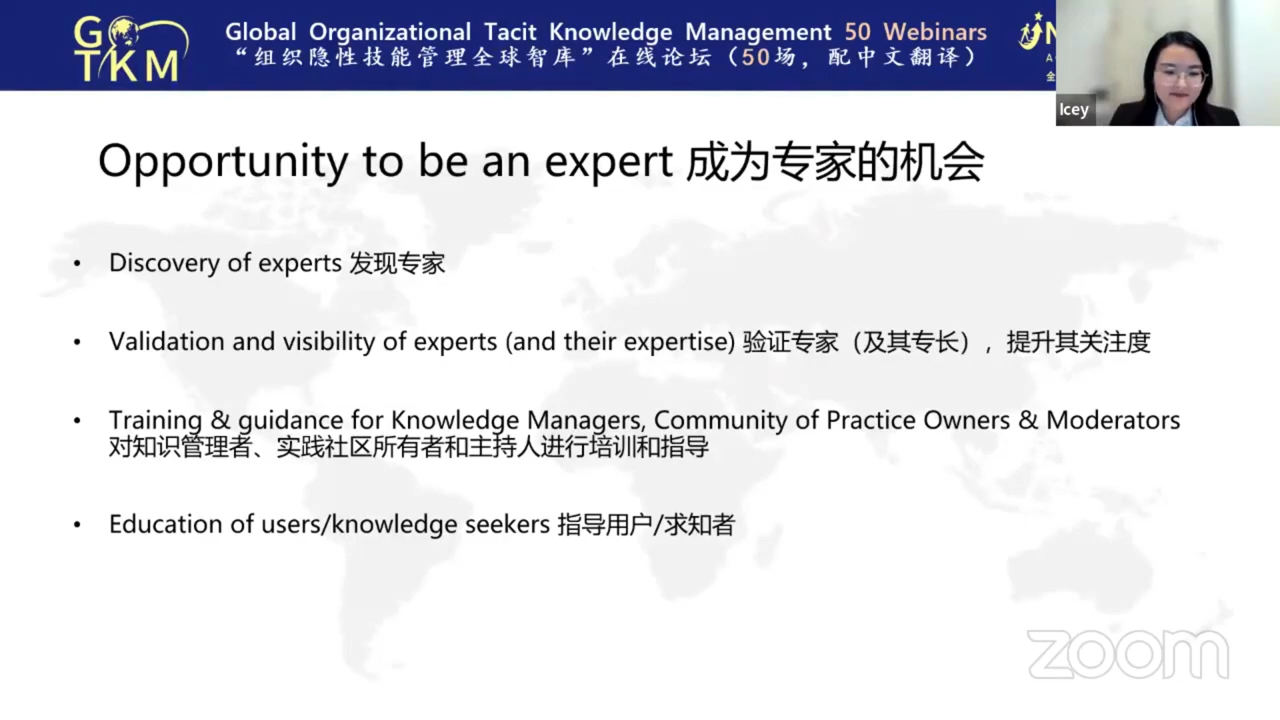 G TKM
Global Organizational Tacit Knowledge Management 50 Webinars
“组织隐性技能管理全球智库”在线论坛（50场，配中文翻译）
N
A
全
Icey
Opportunity to be an expert 成为专家的机会
• Discovery of experts 发现专家
• Validation and visibility of experts (and their expertise) 验证专家（及其专长），提升其关注度
• Training & guidance for Knowledge Managers, Community of Practice Owners & Moderators
对知识管理者、实践社区所有者和主持人进行培训和指导
• Education of users/knowledge seekers 指导用户/求知者
zoom